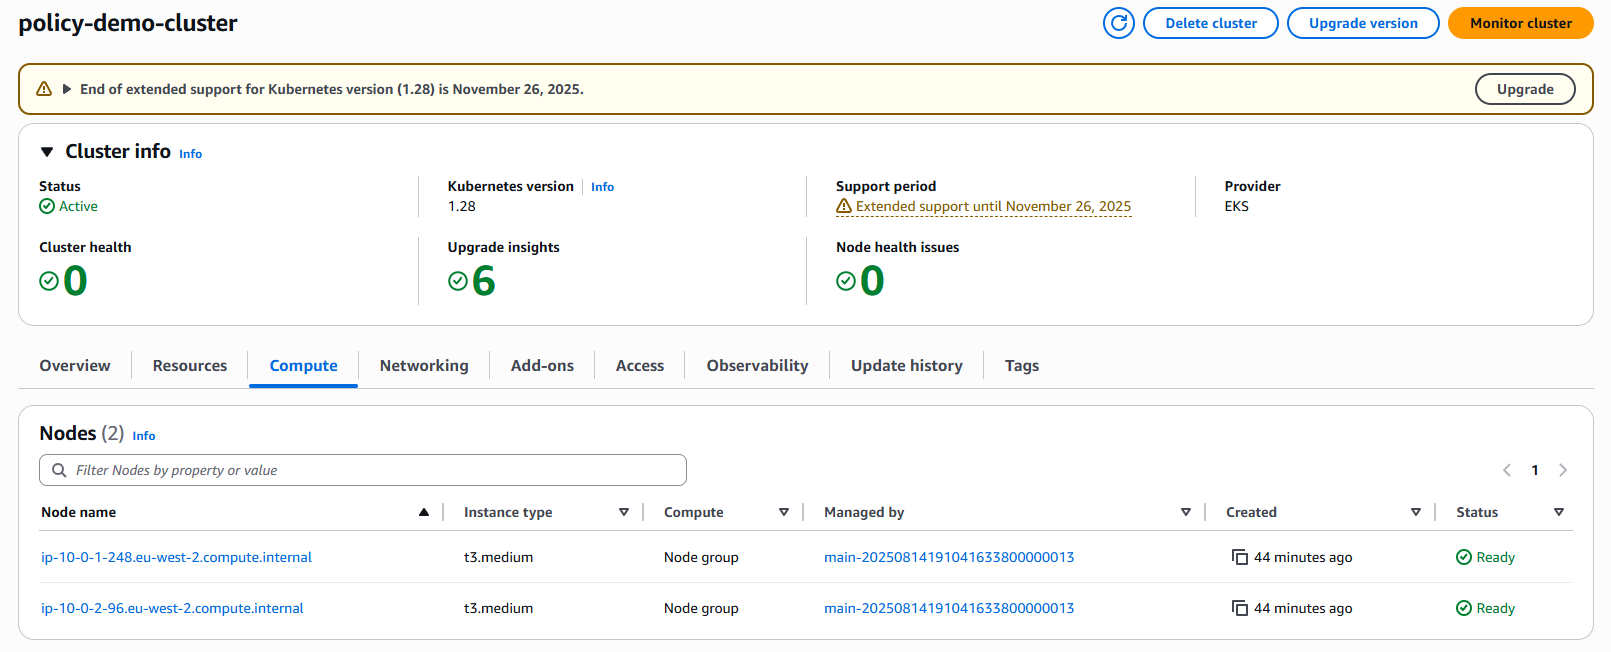 policy-demo-cluster
Delete cluster
Upgrade version
Monitor cluster
End of extended support for Kubernetes version (1.28) is November 26, 2025.
Upgrade
Cluster info Info
Status
Active
Kubernetes version Info
1.28
Support period
Extended support until November 26, 2025
Provider
EKS
Cluster health
0
Upgrade insights
6
Node health issues
0
Overview Resources Compute Networking Add-ons Access Observability Update history Tags
Nodes (2) Info
Filter Nodes by property or value
1
Node name Instance type Compute Managed by Created Status
ip-10-0-1-248.eu-west-2.compute.internal t3.medium Node group main-20250814191041633800000013 44 minutes ago Ready
ip-10-0-2-96.eu-west-2.compute.internal t3.medium Node group main-20250814191041633800000013 44 minutes ago Ready